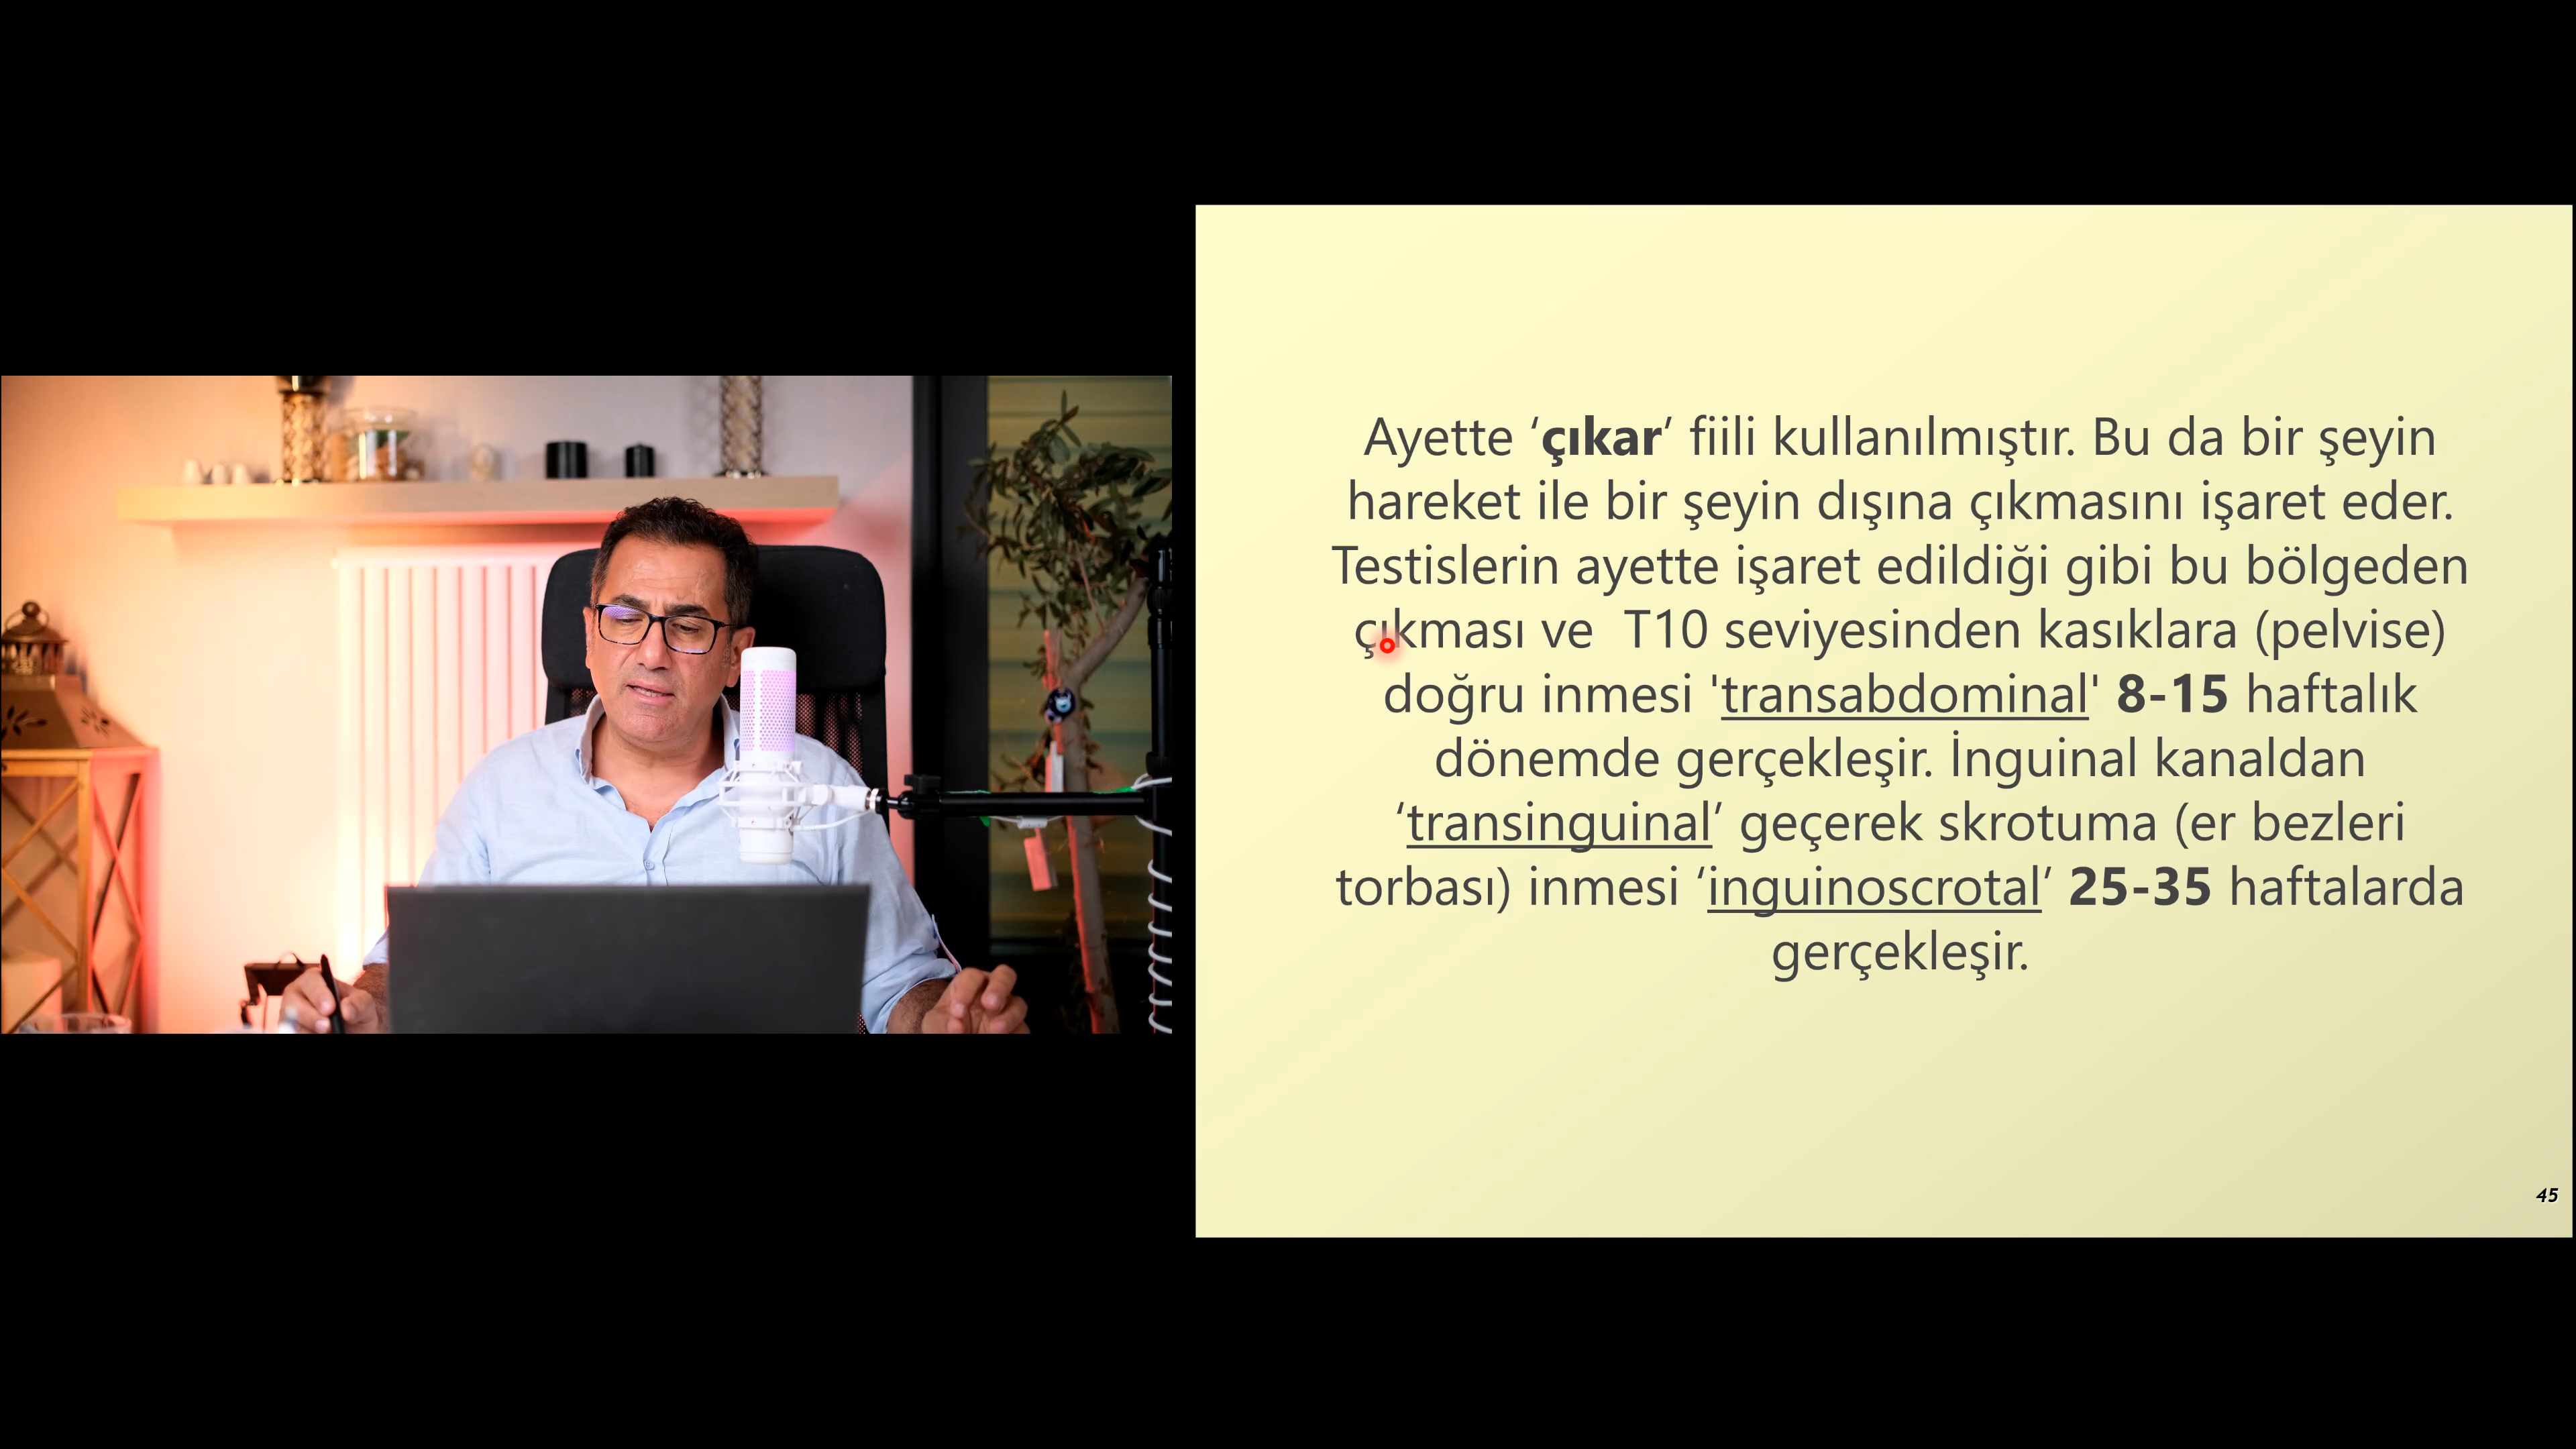 Ayette ‘çıkar’ fiili kullanılmıştır. Bu da bir şeyin
hareket ile bir şeyin dışına çıkmasını işaret eder.
Testislerin ayette işaret edildiği gibi bu bölgeden
çıkması ve  T10 seviyesinden kasıklara (pelvise)
doğru inmesi 'transabdominal' 8-15 haftalık
dönemde gerçekleşir. İnguinal kanaldan
‘transinguinal’ geçerek skrotuma (er bezleri
torbası) inmesi ‘inguinoscrotal’ 25-35 haftalarda
gerçekleşir.
45